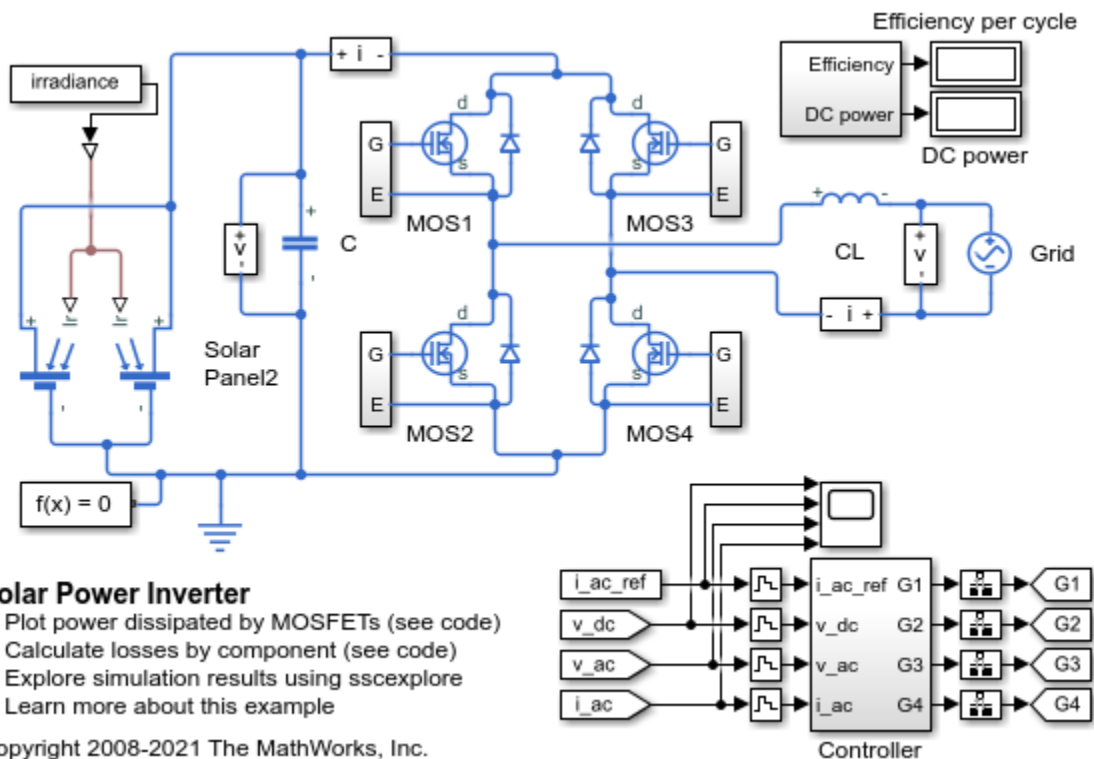 Efficiency per cycle
irradiance
+ i -
Efficiency
DC power
DC power
d
d
G
G
s
s
E
E
MOS1
MOS3
+
-
+ v -
+
C
-
CL
+ v -
Grid
- i +
Ir
Ir
+
+
-
-
d
d
Solar
Panel2
G
G
s
s
E
E
MOS2
MOS4
f(x) = 0
olar Power Inverter
Plot power dissipated by MOSFETs (see code)
Calculate losses by component (see code)
Explore simulation results using sscexplore
Learn more about this example
opyright 2008-2021 The MathWorks, Inc.
i_ac_ref
i_ac_ref
G1
G1
v_dc
v_dc
G2
G2
v_ac
v_ac
G3
G3
i_ac
i_ac
G4
G4
Controller